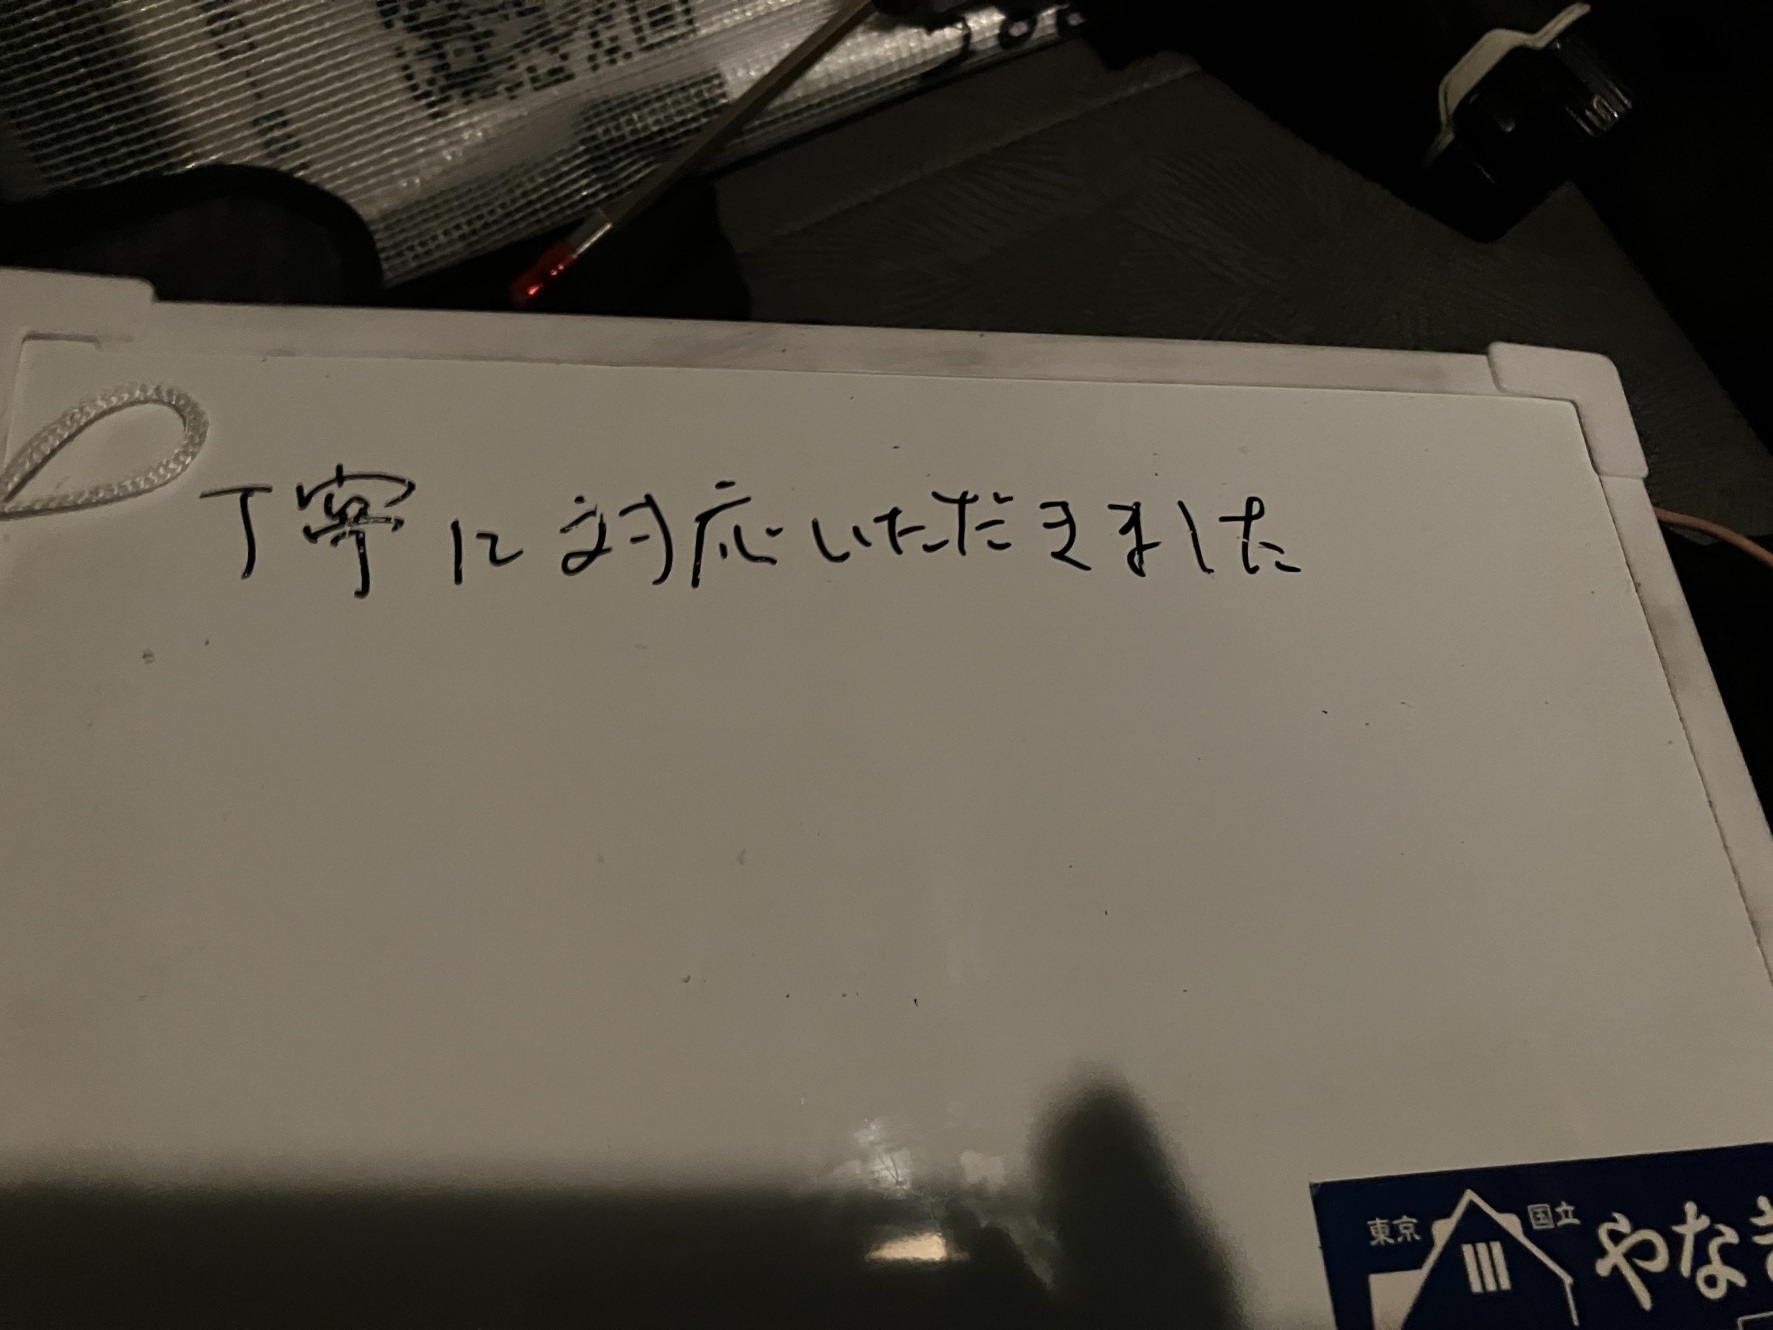 丁寧に対応いただきました
東京
国立
やな